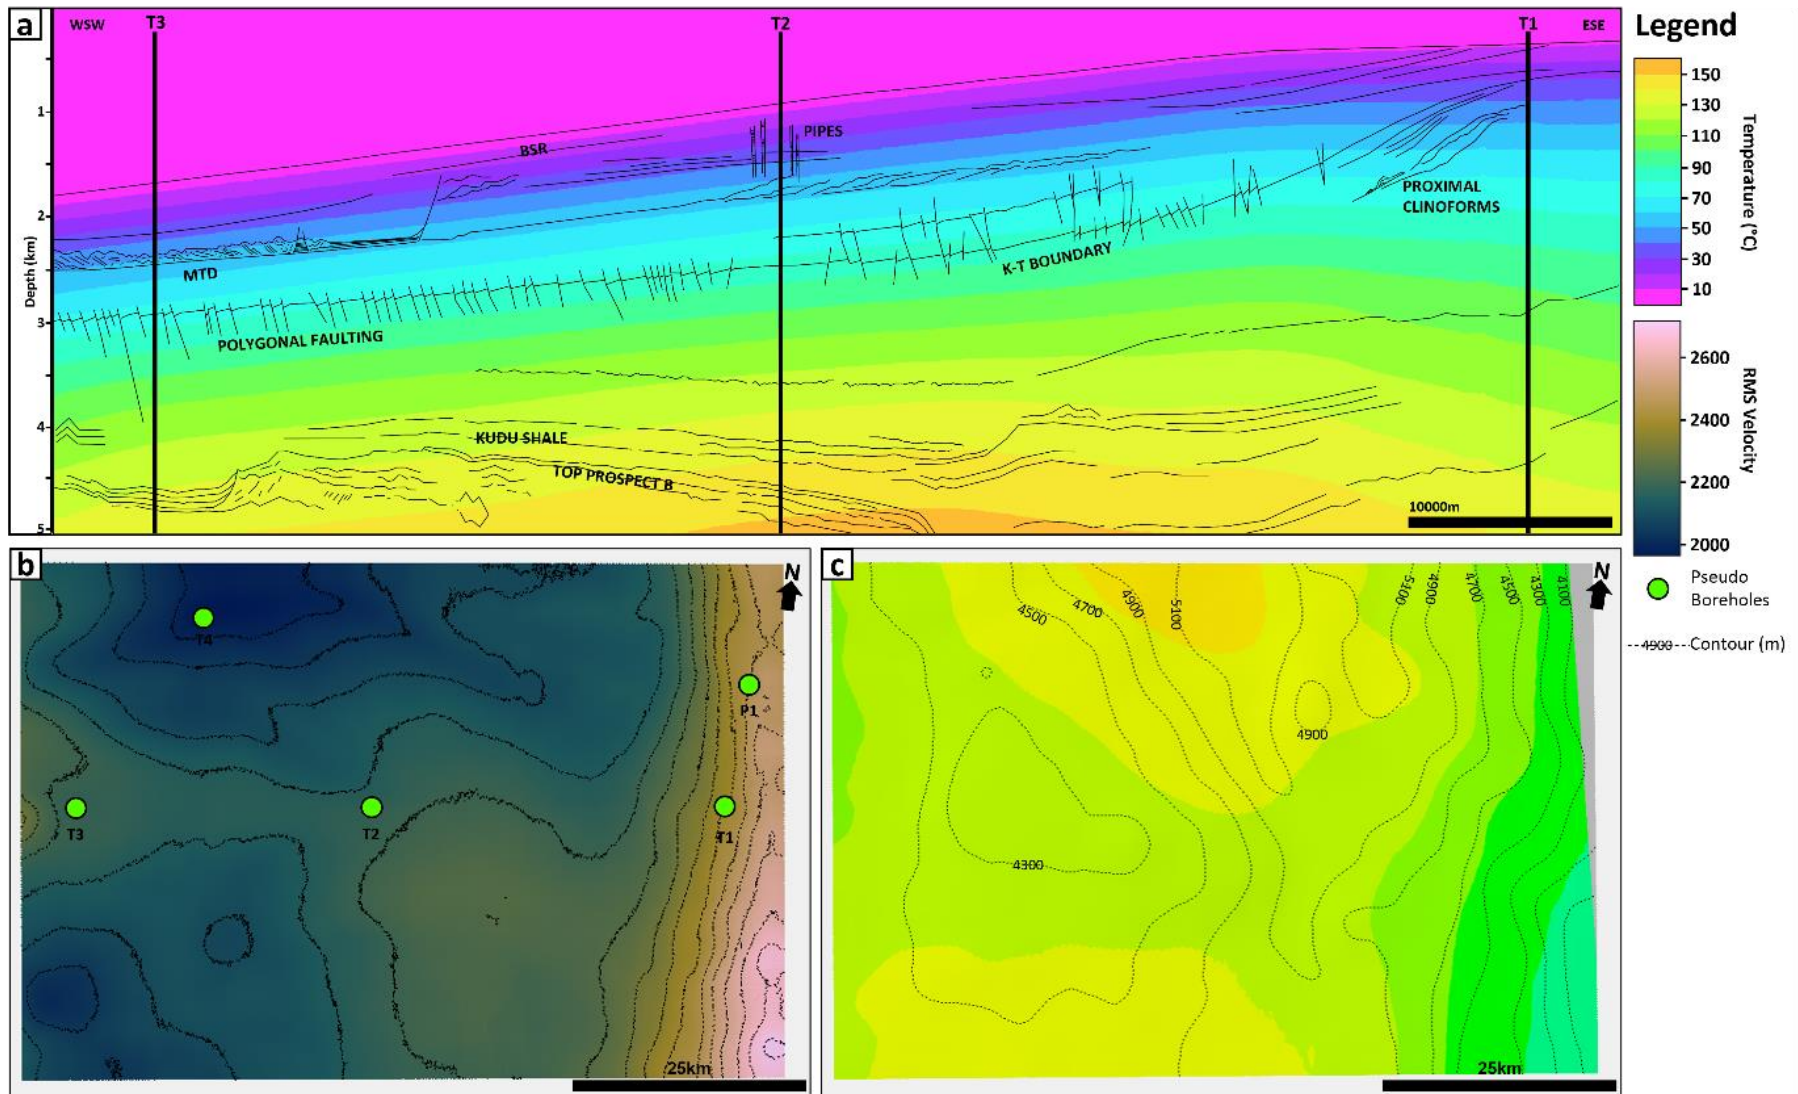 a
WSW
T3
T2
T1
ESE
Legend
1
2
3
4
5
Depth (km)
BSR
PIPES
PROXIMAL
CLINOFORMS
MTD
K-T BOUNDARY
POLYGONAL FAULTING
KUDU SHALE
TOP PROSPECT B
10000m
150
130
110
90
70
50
30
10
Temperature (°C)
2600
2400
2200
2000
RMS Velocity
Pseudo
Boreholes
4900
Contour (m)
b
N
T4
P1
T3
T2
T1
25km
c
N
4500
4700
4900
5100
5100
4900
4700
4500
4300
4100
4900
4300
25km